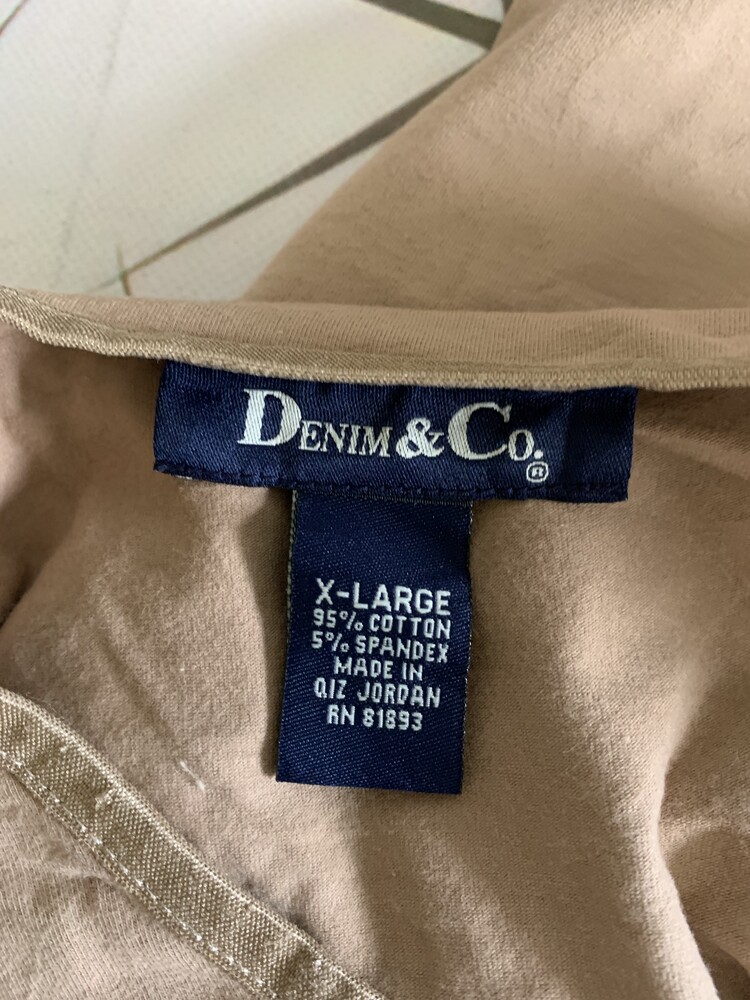 DENIM & CO.®
X-LARGE
95% COTTON
5% SPANDEX
MADE IN
QIZ JORDAN
RN 81893